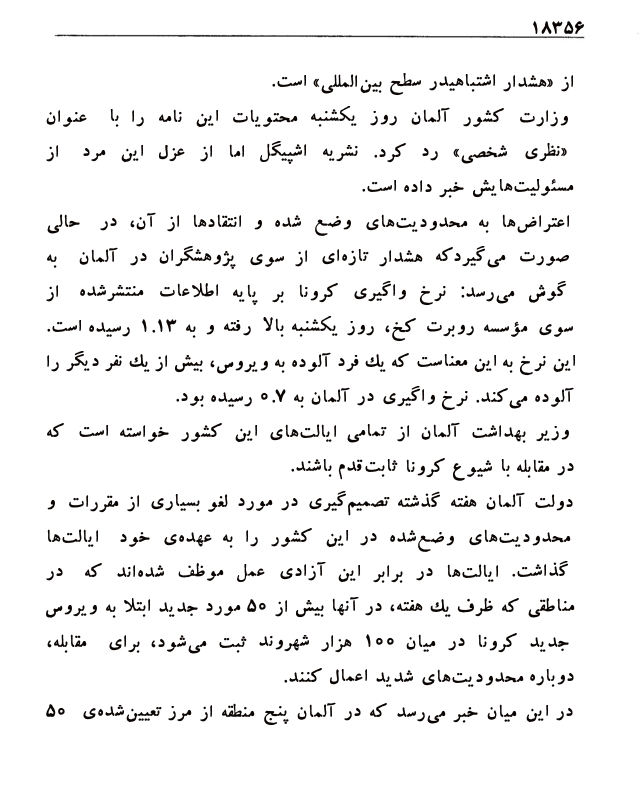 ۱۸۳۵۶
از «هشدار اشتباهیدر سطح بین‌المللی» است.
وزارت کشور آلمان روز یکشنبه محتویات این نامه را با عنوان
«نظری شخصی» رد کرد. نشریه اشپیگل اما از عزل این مرد از
مسئولیت‌هایش خبر داده است.
اعتراض‌ها به محدودیت‌های وضع شده و انتقادها از آن، در حالی
صورت می‌گیردکه هشدار تازه‌ای از سوی پژوهشگران در آلمان به
گوش می‌رسد: نرخ واگیری کرونا بر پایه اطلاعات منتشرشده از
سوی مؤسسه روبرت کخ، روز یکشنبه بالا رفته و به ۱.۱۳ رسیده است.
این نرخ به این معناست که یك فرد آلوده به ویروس، بیش از یك نفر دیگر را
آلوده می‌کند. نرخ واگیری در آلمان به ۰.۷ رسیده بود.
وزیر بهداشت آلمان از تمامی ایالت‌های این کشور خواسته است که
در مقابله با شیوع کرونا ثابت‌قدم باشند.
دولت آلمان هفته گذشته تصمیم‌گیری در مورد لغو بسیاری از مقررات و
محدودیت‌های وضع‌شده در این کشور را به عهده‌ی خود ایالت‌ها
گذاشت. ایالت‌ها در برابر این آزادی عمل موظف شده‌اند که در
مناطقی که ظرف یك هفته، در آنها بیش از ۵۰ مورد جدید ابتلا به ویروس
جدید کرونا در میان ۱۰۰ هزار شهروند ثبت می‌شود، برای مقابله،
دوباره محدودیت‌های شدید اعمال کنند.
در این میان خبر می‌رسد که در آلمان پنج منطقه از مرز تعیین‌شده‌ی ۵۰